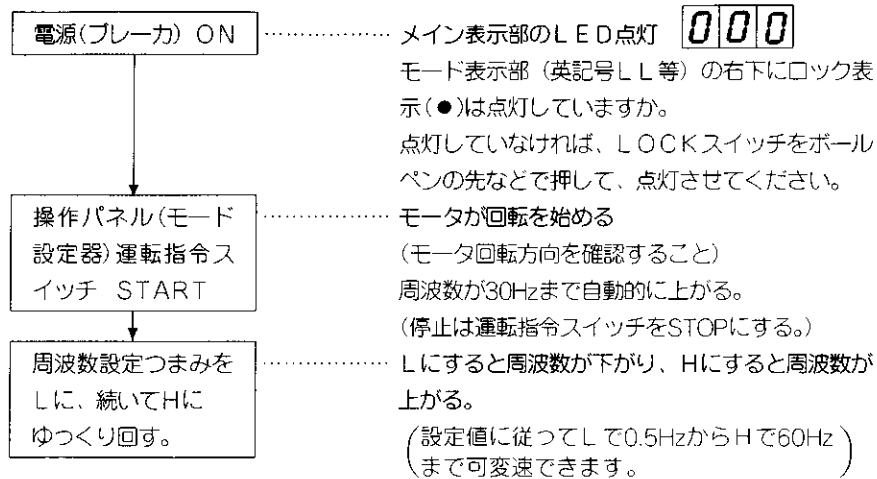 電源(ブレーカ) ON
メイン表示部のLED点灯 000
モード表示部 (英記号LL等) の右下にロック表
示(●)は点灯していますか。
点灯していなければ、LOCKスイッチをボール
ペンの先などで押して、点灯させてください。
操作パネル(モード
設定器)運転指令ス
イッチ START
モータが回転を始める
(モータ回転方向を確認すること)
周波数が30Hzまで自動的に上がる。
(停止は運転指令スイッチをSTOPにする。)
周波数設定つまみを
Lに、続いてHに
ゆっくり回す。
Lにすると周波数が下がり、Hにすると周波数が
上がる。
(設定値に従ってLで0.5HzからHで60Hz
まで可変速できます。)